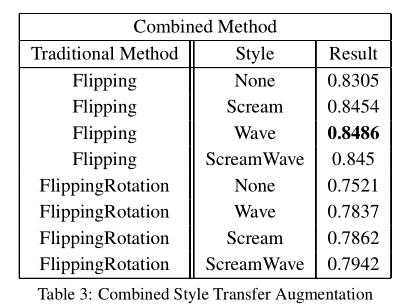 Combined Method
Traditional Method Style Result
Flipping None 0.8305
Flipping Scream 0.8454
Flipping Wave 0.8486
Flipping ScreamWave 0.845
FlippingRotation None 0.7521
FlippingRotation Wave 0.7837
FlippingRotation Scream 0.7862
FlippingRotation ScreamWave 0.7942
Table 3: Combined Style Transfer Augmentation